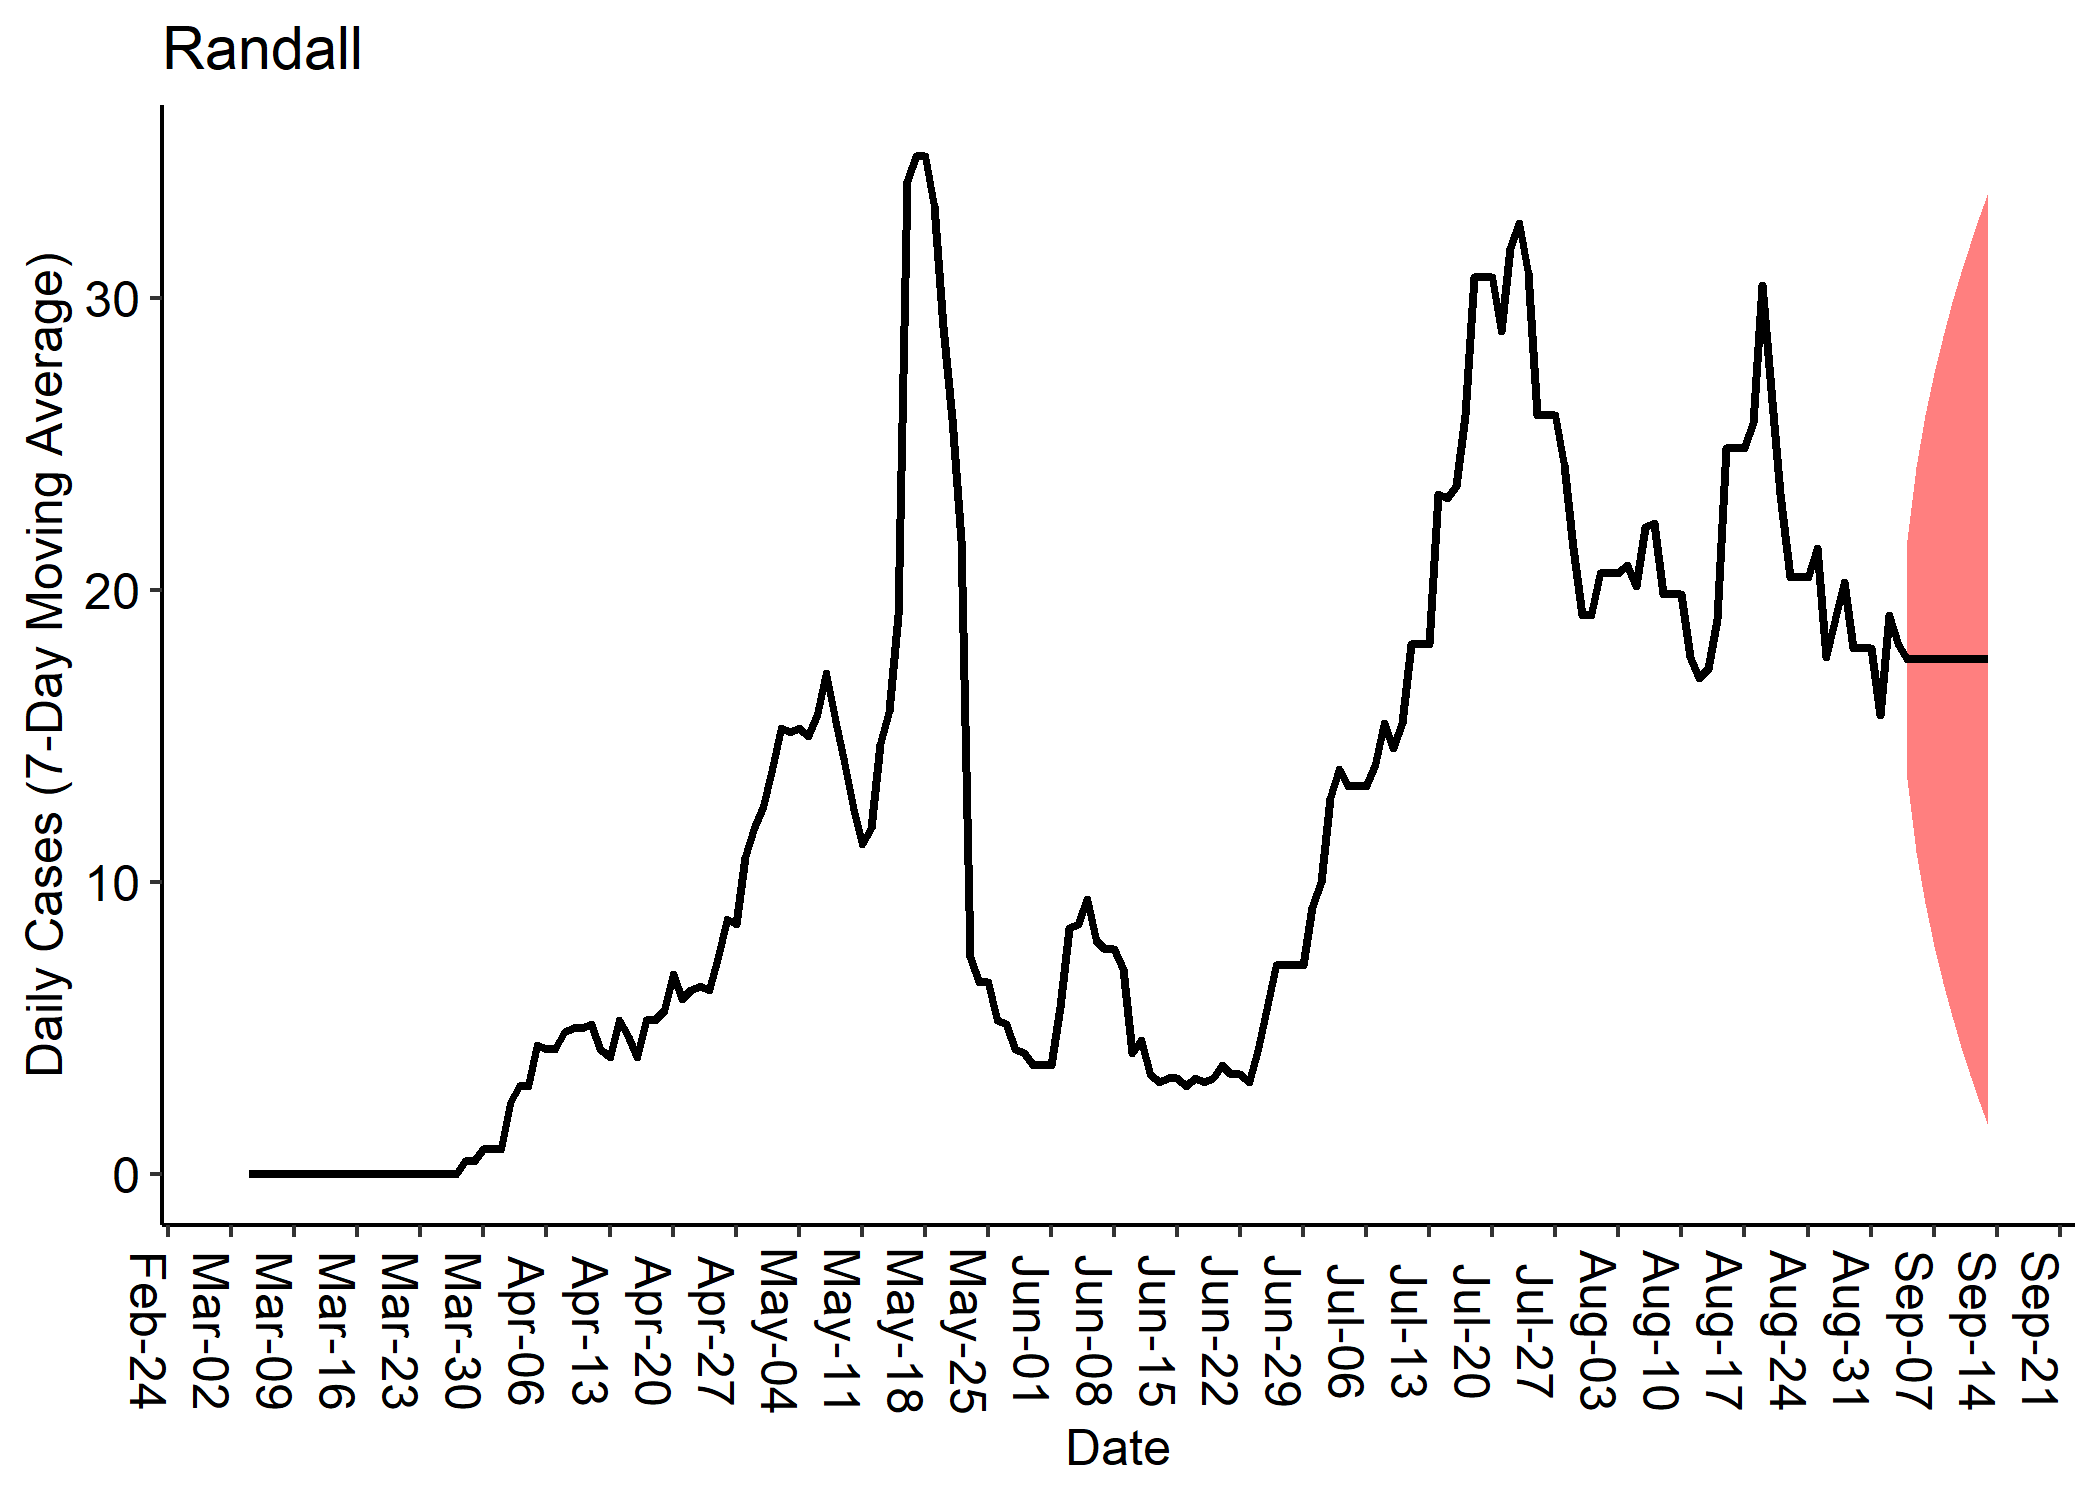 Randall
Daily Cases (7-Day Moving Average)
30
20
10
0
Feb-24
Mar-02
Mar-09
Mar-16
Mar-23
Mar-30
Apr-06
Apr-13
Apr-20
Apr-27
May-04
May-11
May-18
May-25
Jun-01
Jun-08
Jun-15
Jun-22
Jun-29
Jul-06
Jul-13
Jul-20
Jul-27
Aug-03
Aug-10
Aug-17
Aug-24
Aug-31
Sep-07
Sep-14
Sep-21
Date